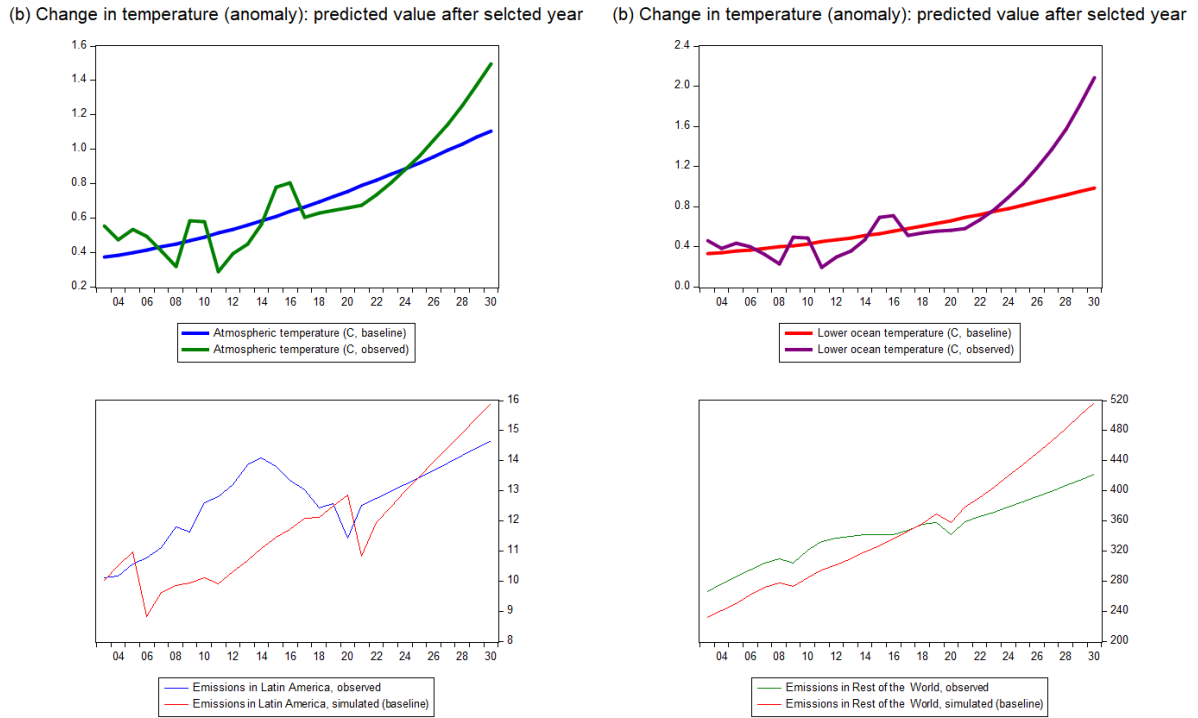 (b) Change in temperature (anomaly): predicted value after selcted year
1.6
1.4
1.2
1.0
0.8
0.6
0.4
0.2
04 06 08 10 12 14 16 18 20 22 24 26 28 30
Atmospheric temperature (C, baseline)
Atmospheric temperature (C, observed)
(b) Change in temperature (anomaly): predicted value after selcted year
2.4
2.0
1.6
1.2
0.8
0.4
0.0
04 06 08 10 12 14 16 18 20 22 24 26 28 30
Lower ocean temperature (C, baseline)
Lower ocean temperature (C, observed)
16
15
14
13
12
11
10
9
8
04 06 08 10 12 14 16 18 20 22 24 26 28 30
Emissions in Latin America, observed
Emissions in Latin America, simulated (baseline)
520
480
440
400
360
320
280
240
200
04 06 08 10 12 14 16 18 20 22 24 26 28 30
Emissions in Rest of the World, observed
Emissions in Rest of the World, simulated (baseline)